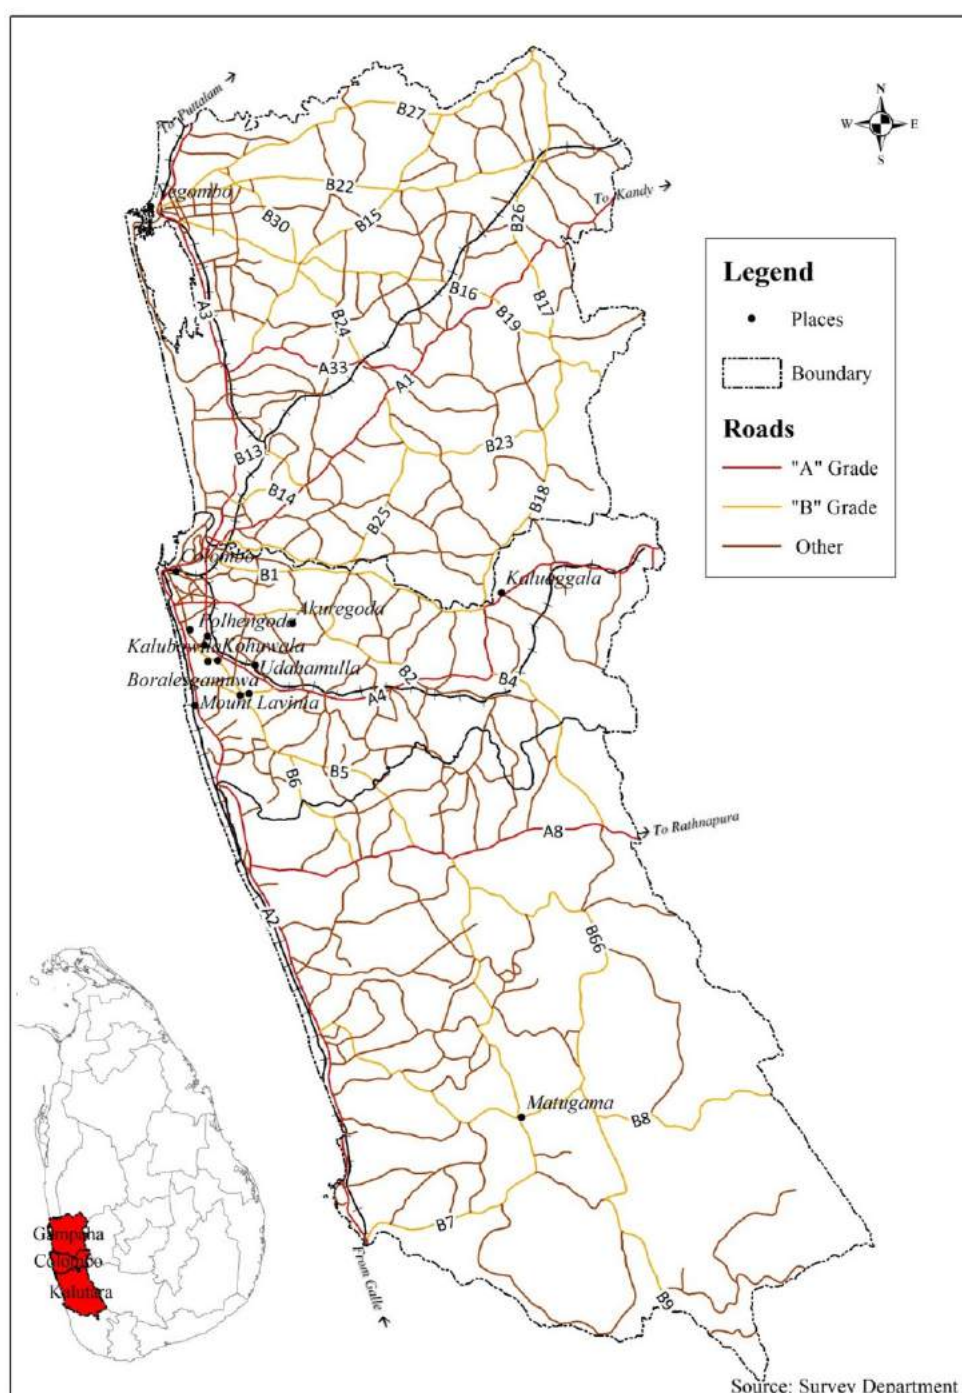 To Puttalam
N
W E
S
B27
Negombo
B22
To Kandy
B30
B15
B26
Legend
Places
Boundary
Roads
"A" Grade
"B" Grade
Other
B16
B17
A3
B19
B24
A33
A1
B23
B13
B14
B18
B25
Colombo
B1
Kaluaggala
Akuregoda
Polhengoda
Kalubowila
Kohuwala
Udahamulla
Boralesgamuwa
B2
B4
A4
Mount Lavinia
B6
B5
A8
To Rathnapura
A2
B66
Matugama
B8
B7
From Galle
B9
Gampaha
Colombo
Kalutara
Source: Survey Department